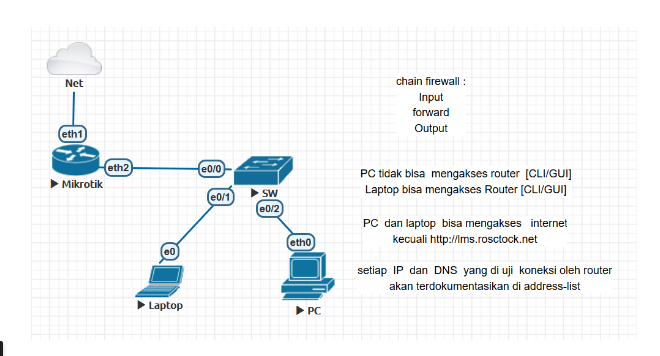 Net
eth1
eth2
Mikrotik
e0/0
SW
e0/1
e0/2
e0
Laptop
eth0
PC
chain firewall :
Input
forward
Output
PC tidak bisa mengakses router [CLI/GUI]
Laptop bisa mengakses Router [CLI/GUI]
PC dan laptop bisa mengakses internet
kecuali http://lms.rosctock.net
setiap IP dan DNS yang di uji koneksi oleh router
akan terdokumentasikan di address-list